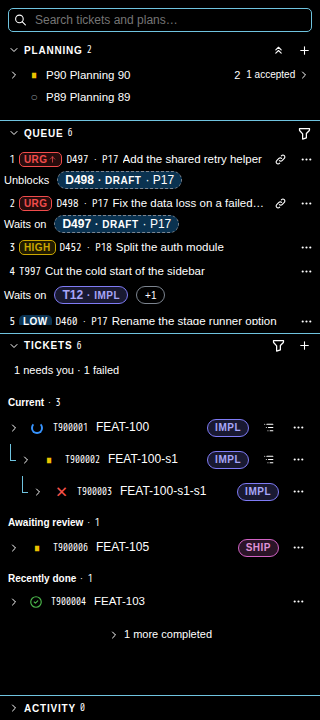 Search tickets and planning…
PLANNING 2
P90 Planning 90 2 1 accepted
P89 Planning 89
QUEUE 6
1 URG↑ D497 · P17 Add the shared retry helper
Blocks D498 · DRAFT · P17
2 URG D498 · P17 Fix the data loss on a failed…
Waits on D497 · DRAFT · P17
3 HIGH D452 · P18 Split the auth module
4 T997 Cut the cold start of the sidebar
Waits on T12 · IMPL +1
5 LOW D460 · P17 Rename the stage runner option
TICKETS 6
1 needs you · 1 failed
Current · 3
T900001 FEAT-100 IMPL
T900002 FEAT-100-s1 IMPL
T900003 FEAT-100-s1-s1 IMPL
Awaiting review · 1
T900006 FEAT-105 SHIP
Recently done · 1
T900004 FEAT-103
1 more completed
ACTIVITY 0